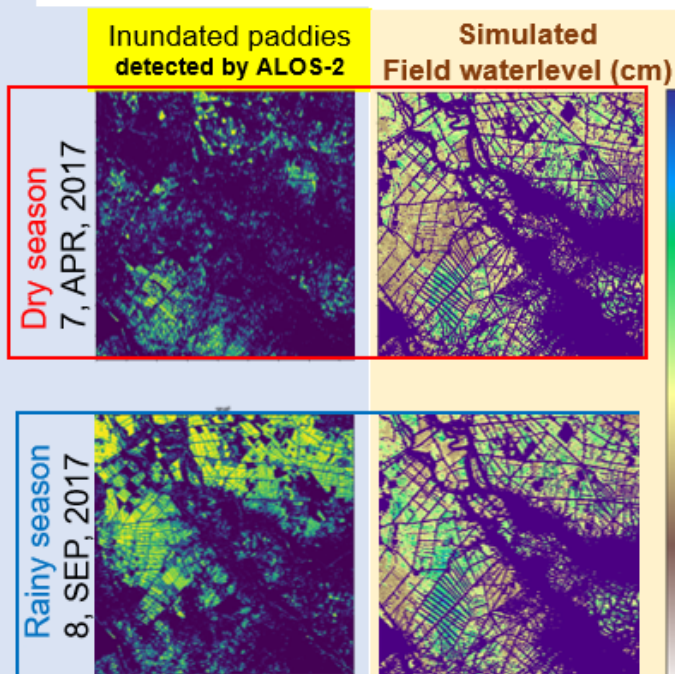 Inundated paddies
detected by ALOS-2
Simulated
Field waterlevel (cm)
Dry season
7, APR, 2017
Rainy season
8, SEP, 2017